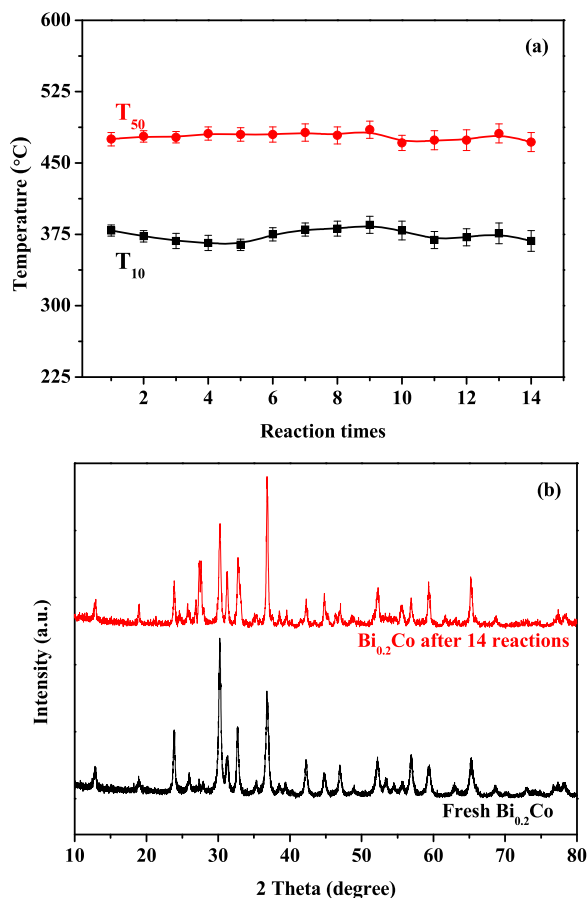 600
(a)
525
T50
450
375
T10
300
225
2 4 6 8 10 12 14
Temperature (°C)
Reaction times
(b)
Bi0.2Co after 14 reactions
Fresh Bi0.2Co
Intensity (a.u.)
10 20 30 40 50 60 70 80
2 Theta (degree)